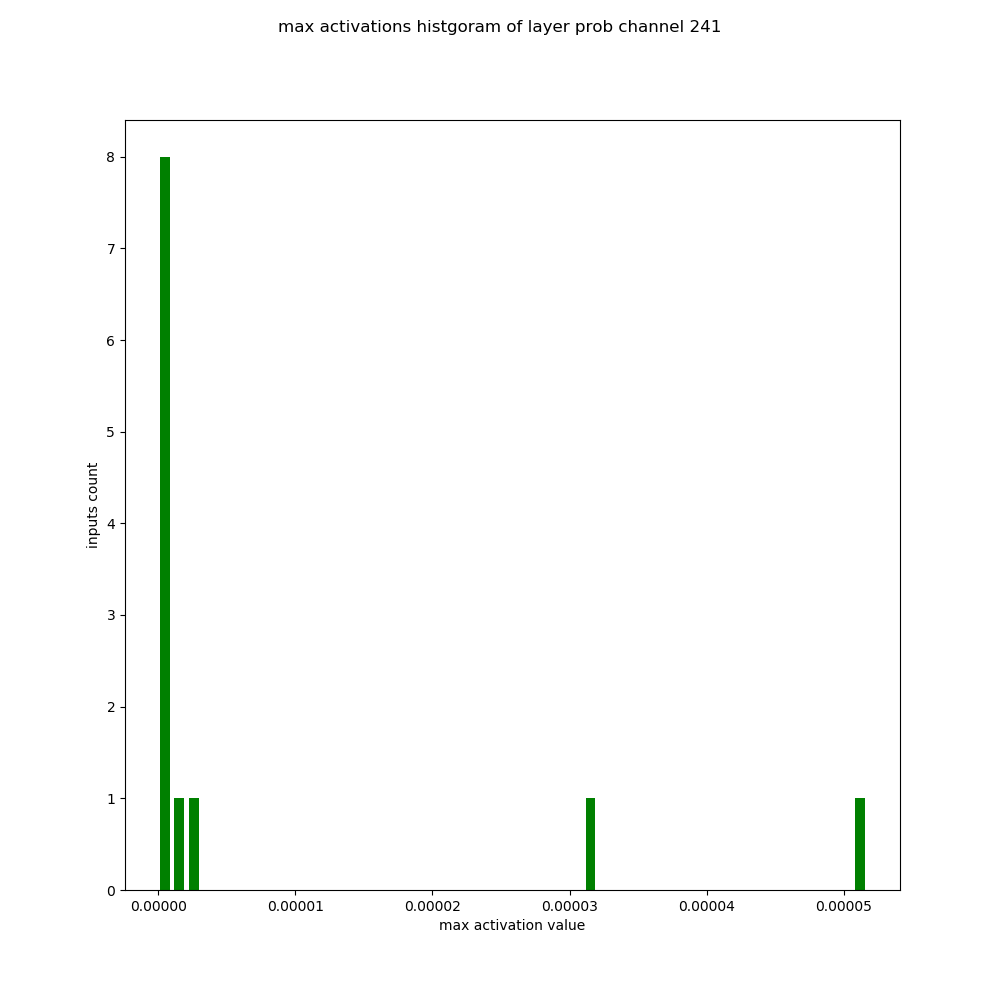 max activations histgoram of layer prob channel 241
8
7
6
5
4
3
2
1
0
inputs count
0.00000 0.00001 0.00002 0.00003 0.00004 0.00005
max activation value